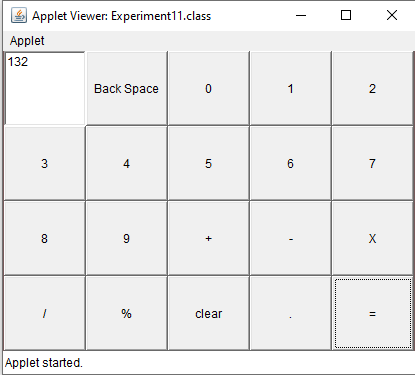 Applet Viewer: Experiment11.class
Applet
132 Back Space 0 1 2
3 4 5 6 7
8 9 + - X
/ % clear . =
Applet started.